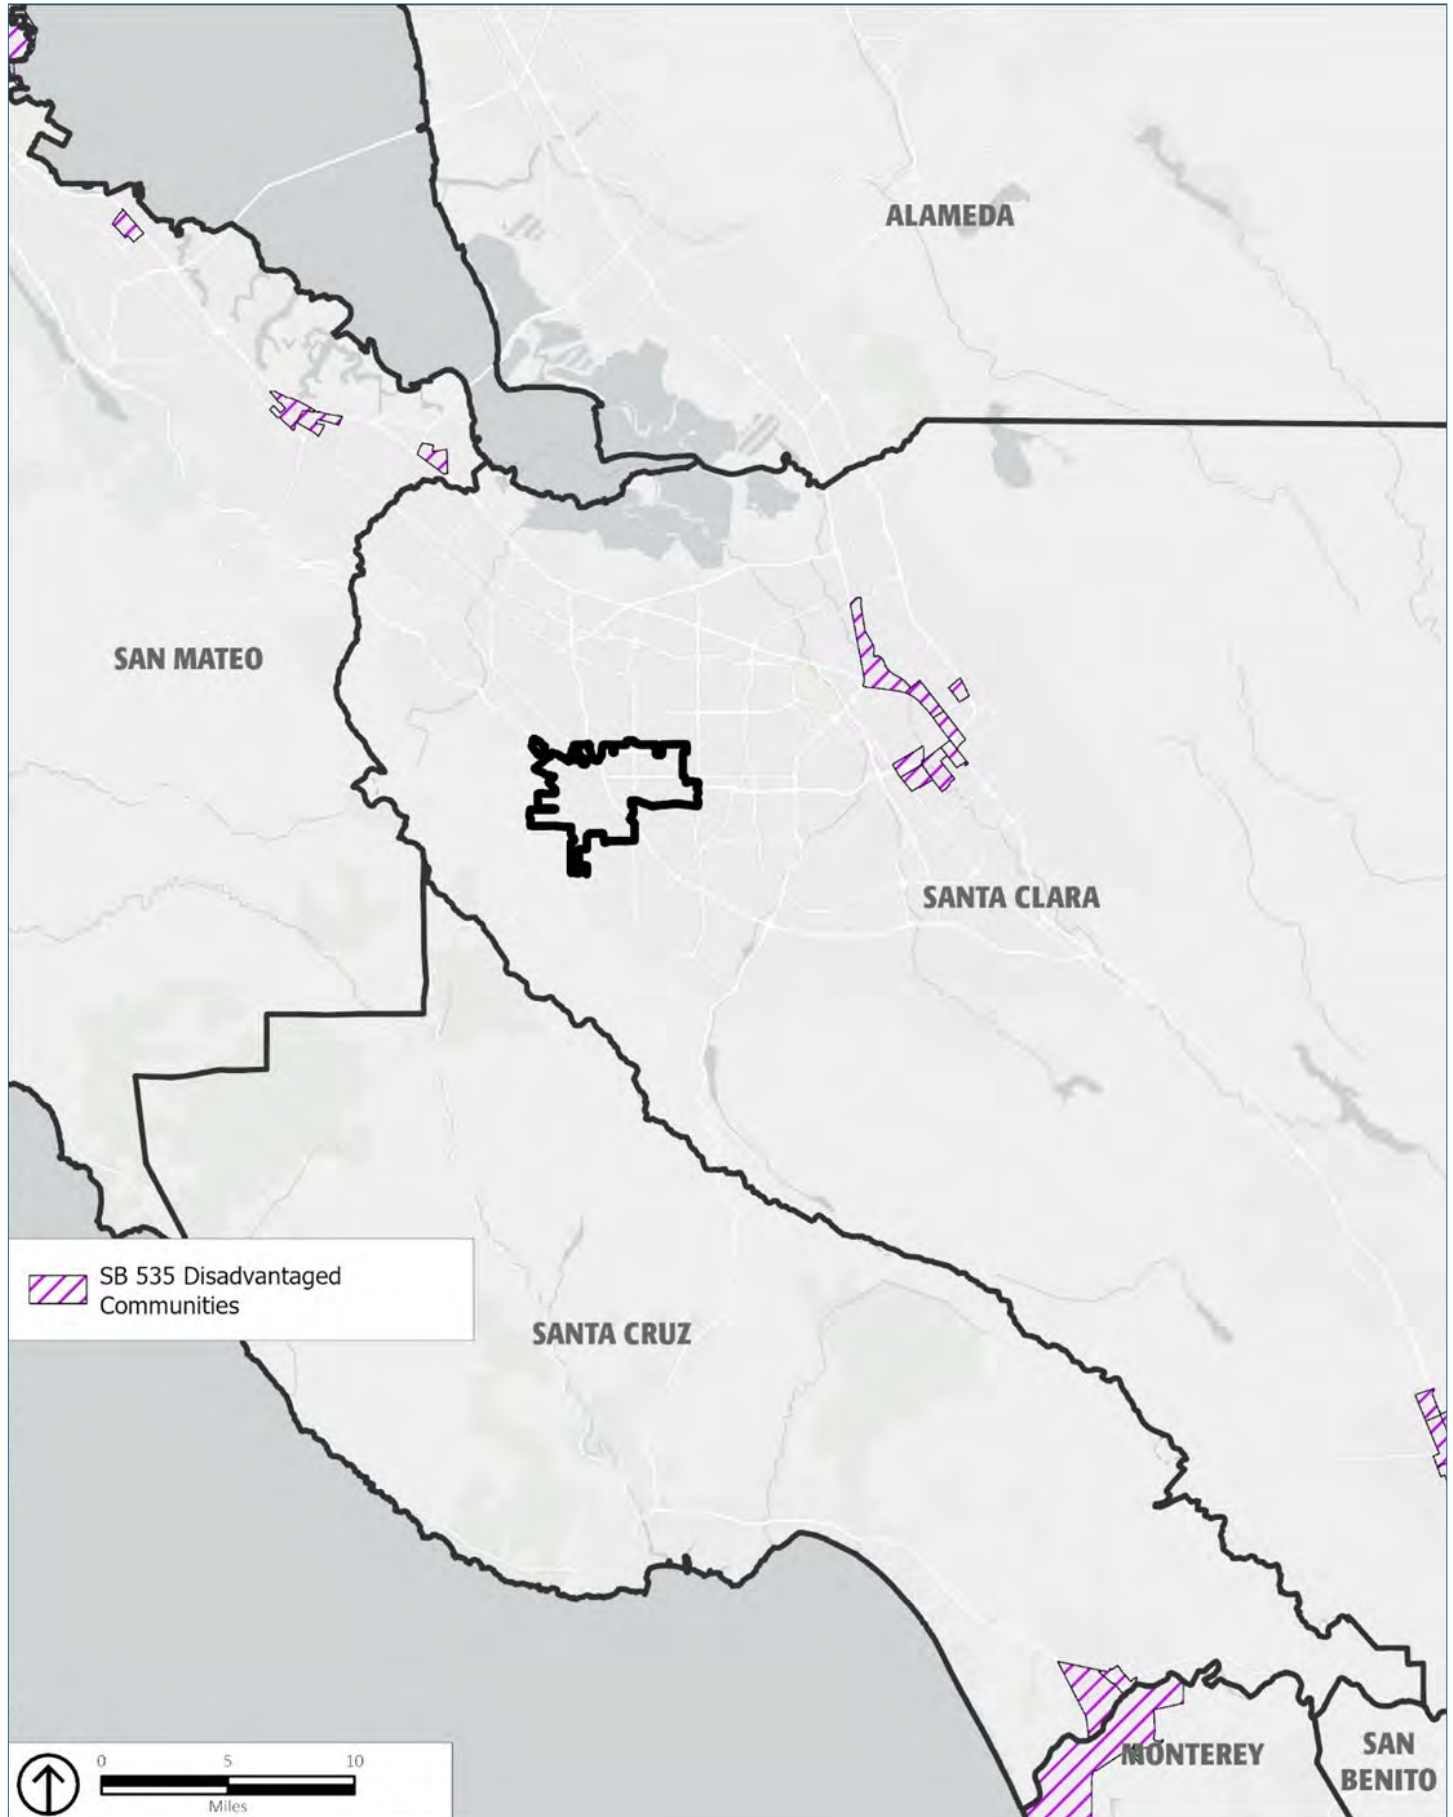 ALAMEDA
SAN MATEO
SANTA CLARA
SB 535 Disadvantaged
Communities
SANTA CRUZ
MONTEREY
SAN
BENITO
0 5 10
Miles